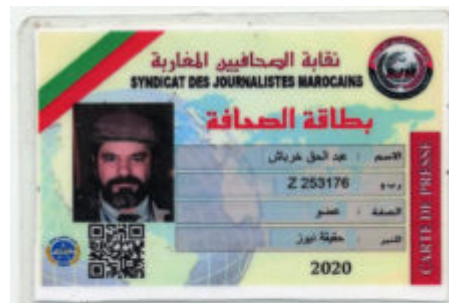 نقابة الصحافيين المغاربة
SYNDICAT DES JOURNALISTES MAROCAINS
بطاقة الصحافة
الاسم : عبد الحق خرباش
ر ب و Z 253176
الصفة : عضو
المنبر : حقيقة نيوز
2020
CARTE DE PRESSE